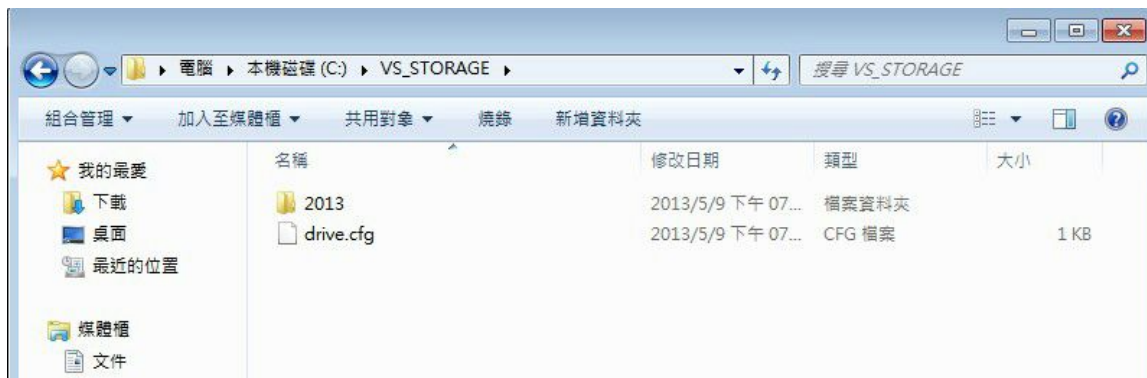 電腦 本機磁碟 (C:) VS_STORAGE 搜尋 VS_STORAGE
組合管理 加入至媒體櫃 共用對象 燒錄 新增資料夾
我的最愛
下載
桌面
最近的位置
媒體櫃
文件
名稱 修改日期 類型 大小
2013 2013/5/9 下午 07... 檔案資料夾
drive.cfg 2013/5/9 下午 07... CFG 檔案 1 KB